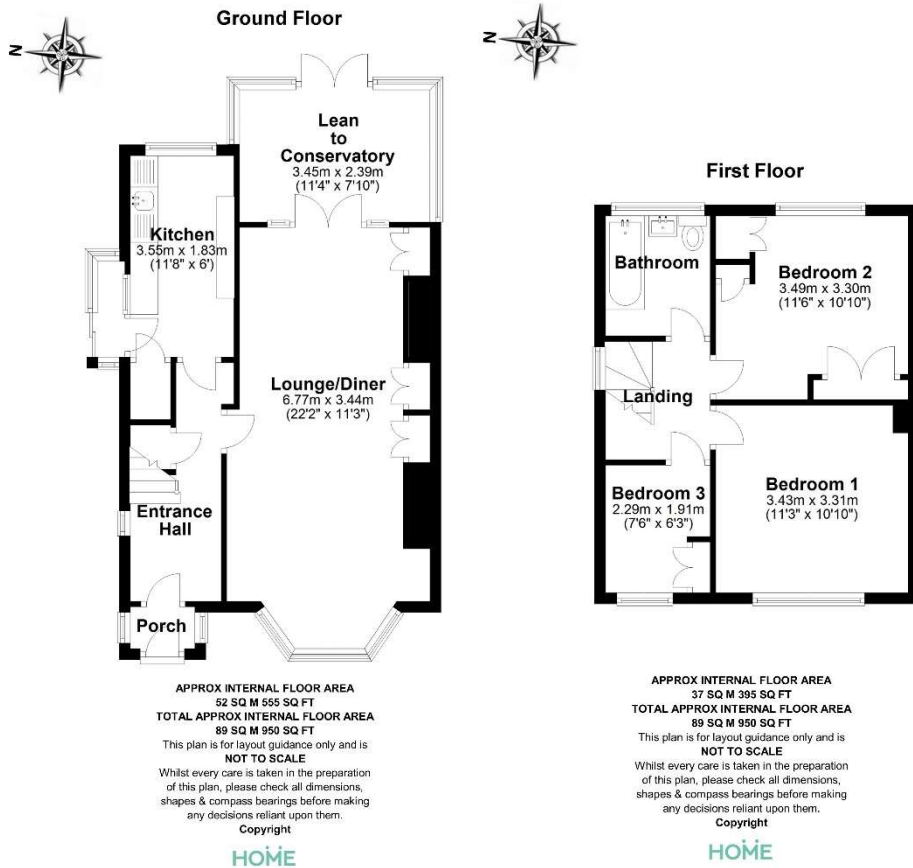 Ground Floor
N
Lean
to
Conservatory
3.45m x 2.39m
(11'4" x 7'10")
Kitchen
3.55m x 1.83m
(11'8" x 6')
Lounge/Diner
6.77m x 3.44m
(22'2" x 11'3")
Entrance
Hall
Porch
APPROX INTERNAL FLOOR AREA
52 SQ M 555 SQ FT
TOTAL APPROX INTERNAL FLOOR AREA
89 SQ M 950 SQ FT
This plan is for layout guidance only and is
NOT TO SCALE
Whilst every care is taken in the preparation
of this plan, please check all dimensions,
shapes & compass bearings before making
any decisions reliant upon them.
Copyright
HOME
N
First Floor
Bathroom
Bedroom 2
3.49m x 3.30m
(11'6" x 10'10")
Landing
Bedroom 3
2.29m x 1.91m
(7'6" x 6'3")
Bedroom 1
3.43m x 3.31m
(11'3" x 10'10")
APPROX INTERNAL FLOOR AREA
37 SQ M 395 SQ FT
TOTAL APPROX INTERNAL FLOOR AREA
89 SQ M 950 SQ FT
This plan is for layout guidance only and is
NOT TO SCALE
Whilst every care is taken in the preparation
of this plan, please check all dimensions,
shapes & compass bearings before making
any decisions reliant upon them.
Copyright
HOME